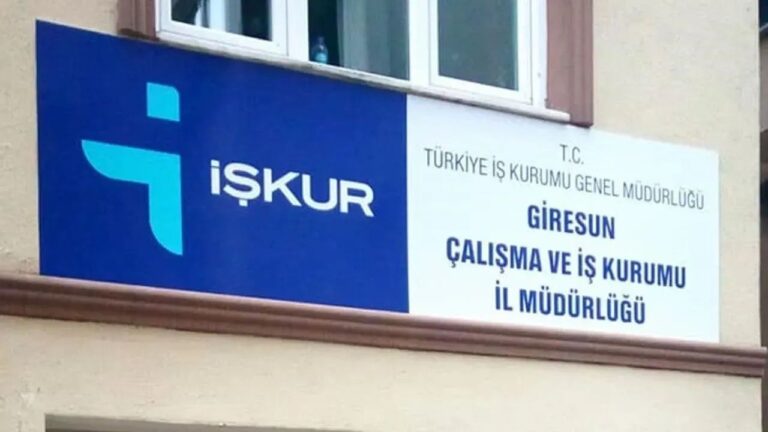 İŞKUR
T.C.
TÜRKİYE İŞ KURUMU GENEL MÜDÜRLÜĞÜ
GİRESUN
ÇALIŞMA VE İŞ KURUMU
İL MÜDÜRLÜĞÜ